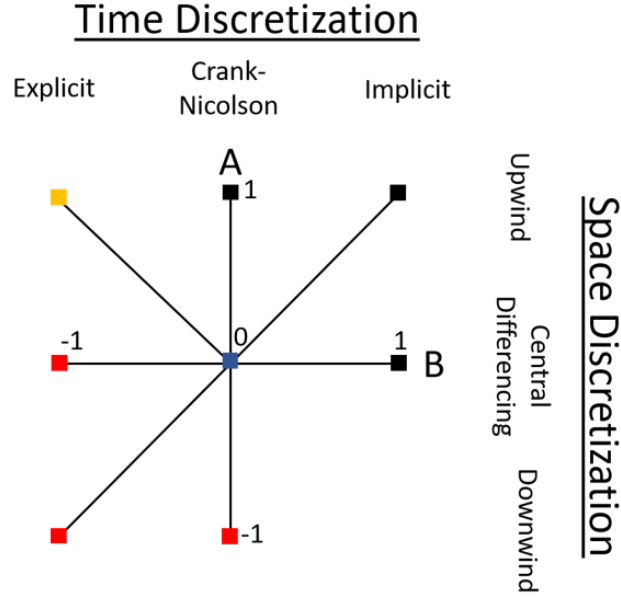 Time Discretization
Explicit
Crank-
Nicolson
Implicit
A
1
Upwind
-1
0
1
B
Central
Differencing
-1
Downwind
Space Discretization